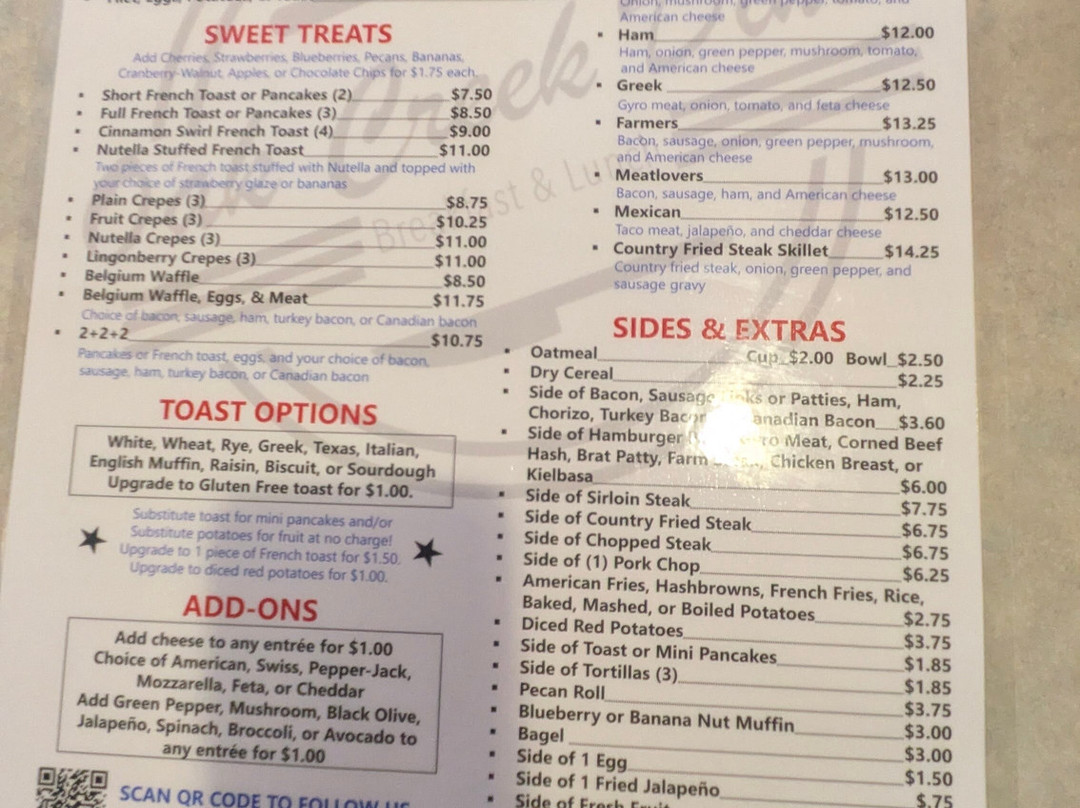 SWEET TREATS
Add Cherries, Strawberries, Blueberries, Pecans, Bananas,
Cranberry-Walnut, Apples, or Chocolate Chips for $1.75 each.
Short French Toast or Pancakes (2) $7.50
Full French Toast or Pancakes (3) $8.50
Cinnamon Swirl French Toast (4) $9.00
Nutella Stuffed French Toast $11.00
Two pieces of French toast stuffed with Nutella and topped with
your choice of strawberry glaze or bananas
Plain Crepes (3) $8.75
Fruit Crepes (3) $10.25
Nutella Crepes (3) $11.00
Lingonberry Crepes (3) $11.00
Belgium Waffle $8.50
Belgium Waffle, Eggs, & Meat $11.75
Choice of bacon, sausage, ham, turkey bacon, or Canadian bacon
2+2+2 $10.75
Pancakes or French toast, eggs, and your choice of bacon,
sausage, ham, turkey bacon, or Canadian bacon
TOAST OPTIONS
White, Wheat, Rye, Greek, Texas, Italian,
English Muffin, Raisin, Biscuit, or Sourdough
Upgrade to Gluten Free toast for $1.00.
Substitute toast for mini pancakes and/or
Substitute potatoes for fruit at no charge!
Upgrade to 1 piece of French toast for $1.50.
Upgrade to diced red potatoes for $1.00.
ADD-ONS
Add cheese to any entrée for $1.00
Choice of American, Swiss, Pepper-Jack,
Mozzarella, Feta, or Cheddar
Add Green Pepper, Mushroom, Black Olive,
Jalapeño, Spinach, Broccoli, or Avocado to
any entrée for $1.00
SCAN QR CODE TO FOLLOW US
Onion, mushroom, green pepper, tomato, and
American cheese
Ham $12.00
Ham, onion, green pepper, mushroom, tomato,
and American cheese
Greek $12.50
Gyro meat, onion, tomato, and feta cheese
Farmers $13.25
Bacon, sausage, onion, green pepper, mushroom,
and American cheese
Meatlovers $13.00
Bacon, sausage, ham, and American cheese
Mexican $12.50
Taco meat, jalapeño, and cheddar cheese
Country Fried Steak Skillet $14.25
Country fried steak, onion, green pepper, and
sausage gravy
SIDES & EXTRAS
Oatmeal Cup $2.00 Bowl $2.50
Dry Cereal $2.25
Side of Bacon, Sausage or Patties, Ham,
Chorizo, Turkey Bacon Canadian Bacon $3.60
Side of Hamburger Meat, Corned Beef
Hash, Brat Patty, Farm Chicken Breast, or
Kielbasa $6.00
Side of Sirloin Steak $7.75
Side of Country Fried Steak $6.75
Side of Chopped Steak $6.75
Side of (1) Pork Chop $6.25
American Fries, Hashbrowns, French Fries, Rice,
Baked, Mashed, or Boiled Potatoes $2.75
Diced Red Potatoes $3.75
Side of Toast or Mini Pancakes $1.85
Side of Tortillas (3) $1.85
Pecan Roll $3.75
Blueberry or Banana Nut Muffin $3.00
Bagel $3.00
Side of 1 Egg $1.50
Side of 1 Fried Jalapeño $.75
Side of Fresh Fruit
Creek
Breakfast & Lunch